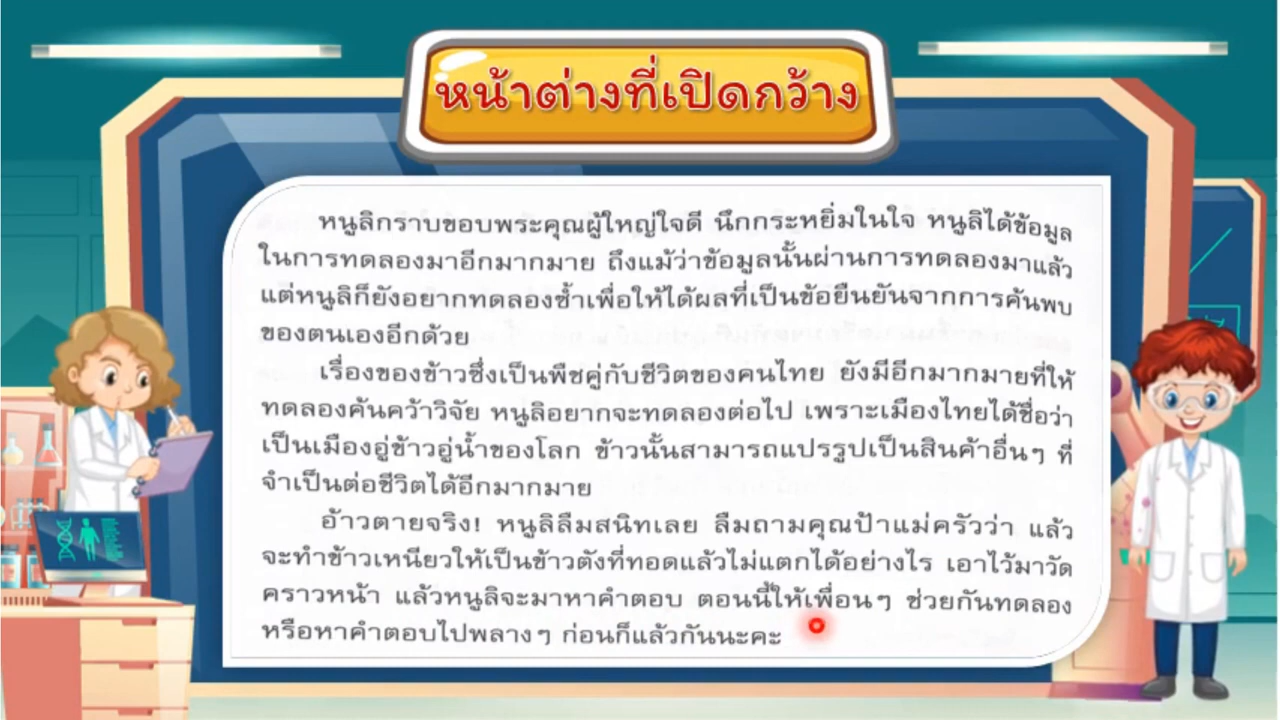 หน้าต่างที่เปิดกว้าง
หนูลิกราบขอบพระคุณผู้ใหญ่ใจดี นึกกระหยิ่มในใจ หนูลิได้ข้อมูล
ในการทดลองมาอีกมากมาย ถึงแม้ว่าข้อมูลนั้นผ่านการทดลองมาแล้ว
แต่หนูลิก็ยังอยากทดลองซ้ำเพื่อให้ได้ผลที่เป็นข้อยืนยันจากการค้นพบ
ของตนเองอีกด้วย
เรื่องของข้าวซึ่งเป็นพืชคู่กับชีวิตของคนไทย ยังมีอีกมากมายที่ให้
ทดลองค้นคว้าวิจัย หนูลิอยากจะทดลองต่อไป เพราะเมืองไทยได้ชื่อว่า
เป็นเมืองอู่ข้าวอู่น้ำของโลก ข้าวนั้นสามารถแปรรูปเป็นสินค้าอื่นๆ ที่
จำเป็นต่อชีวิตได้อีกมากมาย
อ้าวตายจริง! หนูลิลืมสนิทเลย ลืมถามคุณป้าแม่ครัวว่า แล้ว
จะทำข้าวเหนียวให้เป็นข้าวตังที่ทอดแล้วไม่แตกได้อย่างไร เอาไว้มาวัด
คราวหน้า แล้วหนูลิจะมาหาคำตอบ ตอนนี้ให้เพื่อนๆ ช่วยกันทดลอง
หรือหาคำตอบไปพลางๆ ก่อนก็แล้วกันนะคะ